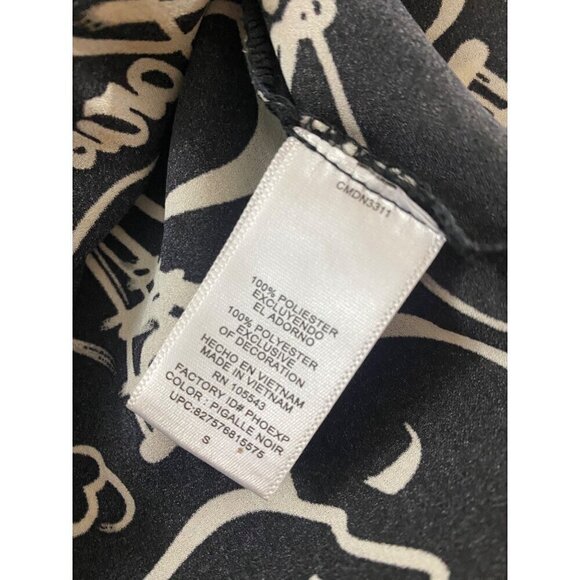 CMDN3311
100% POLIESTER
EXCLUYENDO
EL ADORNO
100% POLYESTER
EXCLUSIVE
OF DECORATION
HECHO EN VIETNAM
MADE IN VIETNAM
RN 105543
FACTORY ID# PHOEXP
COLOR : PIGALLE NOIR
UPC:827576815575
S